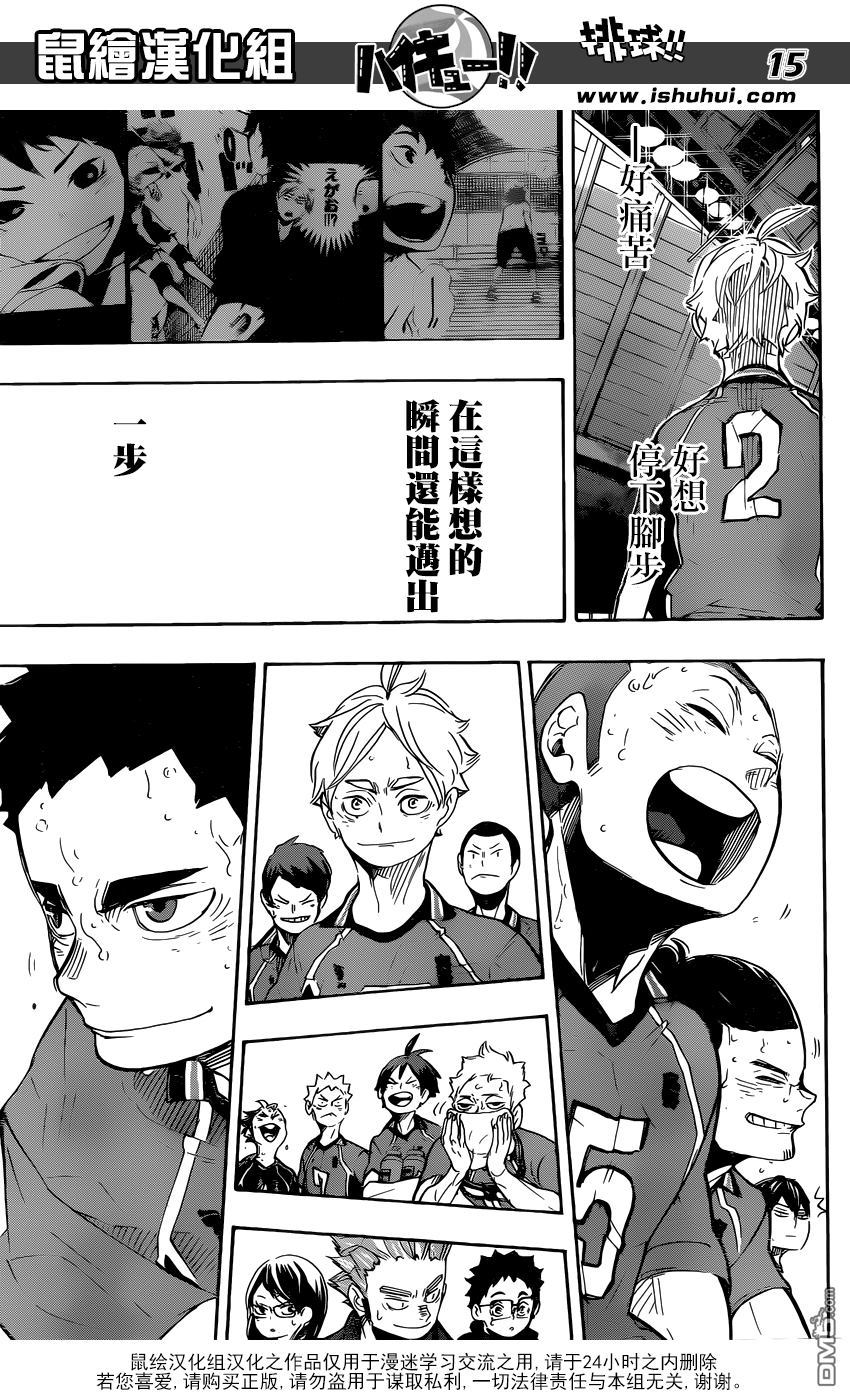 鼠繪漢化組
ハイキュー!!
排球!!
15
www.ishuhui.com
—好痛苦
好想
停下腳步
2
えがお!!?
在這樣想的
瞬間還能邁出
一步
5
7
鼠绘汉化组汉化之作品仅用于漫迷学习交流之用, 请于24小时之内删除
若您喜爱, 请购买正版, 请勿用于谋取私利, 一切法律责任与本组无关, 谢谢。
DM5.com